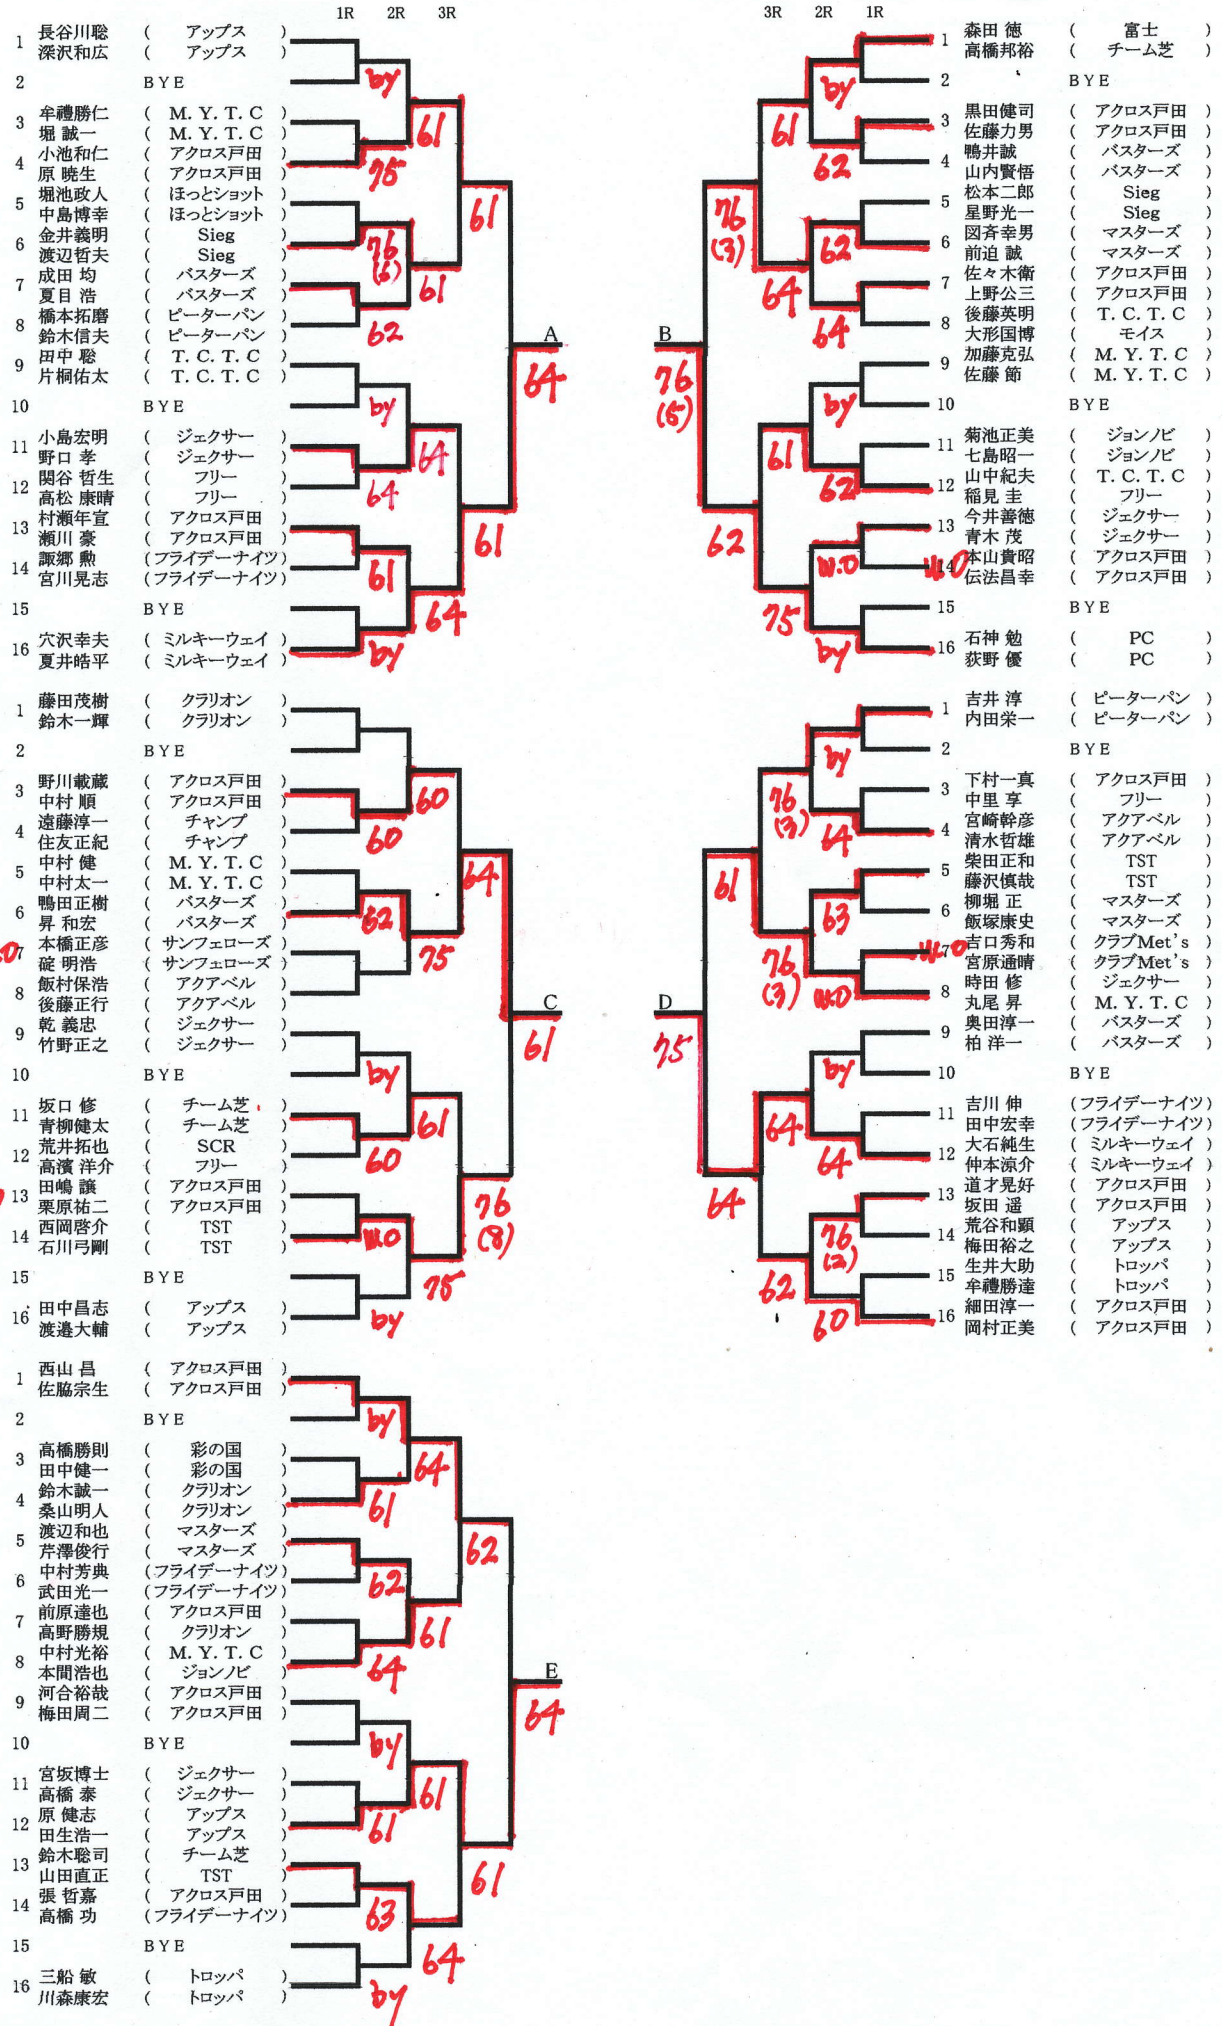 1R 2R 3R
1 長谷川聡 ( アップス )
深沢和広 ( アップス )
2 BYE
by
3 牟禮勝仁 ( M.Y.T.C )
堀 誠一 ( M.Y.T.C )
61
4 小池和仁 ( アクロス戸田 )
原 暁生 ( アクロス戸田 )
75
5 堀池政人 ( ほっとショット )
中島博幸 ( ほっとショット )
61
6 金井義明 ( Sieg )
渡辺哲夫 ( Sieg )
76
(6)
7 成田 均 ( バスターズ )
夏目 浩 ( バスターズ )
61
8 橋本拓磨 ( ピーターパン )
鈴木信夫 ( ピーターパン )
62
A
64
9 田中 聡 ( T.C.T.C )
片桐佑太 ( T.C.T.C )
10 BYE
by
11 小島宏明 ( ジェクサー )
野口 孝 ( ジェクサー )
64
12 関谷 哲生 ( フリー )
高松 康晴 ( フリー )
64
13 村瀬年宣 ( アクロス戸田 )
瀬川 豪 ( アクロス戸田 )
61
14 諏郷 勲 (フライデーナイツ)
宮川晃志 (フライデーナイツ)
61
15 BYE
64
16 穴沢幸夫 ( ミルキーウェイ )
夏井皓平 ( ミルキーウェイ )
by
3R 2R 1R
1 森田 徳 ( 富士 )
高橋邦裕 ( チーム芝 )
2 BYE
by
3 黒田健司 ( アクロス戸田 )
佐藤力男 ( アクロス戸田 )
61
4 鴨井誠 ( バスターズ )
山内賢悟 ( バスターズ )
62
5 松本二郎 ( Sieg )
星野光一 ( Sieg )
76
(3)
6 図斉幸男 ( マスターズ )
前迫 誠 ( マスターズ )
62
7 佐々木衛 ( アクロス戸田 )
上野公三 ( アクロス戸田 )
64
8 後藤英明 ( T.C.T.C )
大形国博 ( モイス )
64
B
76
(5)
9 加藤克弘 ( M.Y.T.C )
佐藤 節 ( M.Y.T.C )
10 BYE
by
11 菊池正美 ( ジョンノビ )
七島昭一 ( ジョンノビ )
61
12 山中紀夫 ( T.C.T.C )
稲見 圭 ( フリー )
62
13 今井善徳 ( ジェクサー )
青木 茂 ( ジェクサー )
62
14 本山貴昭 ( アクロス戸田 )
伝法昌幸 ( アクロス戸田 )
W.O
W.O
15 BYE
75
16 石神 勉 ( PC )
荻野 優 ( PC )
by
1 藤田茂樹 ( クラリオン )
鈴木一輝 ( クラリオン )
2 BYE
3 野川載蔵 ( アクロス戸田 )
中村 順 ( アクロス戸田 )
60
4 遠藤淳一 ( チャンプ )
住友正紀 ( チャンプ )
60
5 中村 健 ( M.Y.T.C )
中村太一 ( M.Y.T.C )
64
6 鴨田正樹 ( バスターズ )
昇 和宏 ( バスターズ )
62
7 本橋正彦 ( サンフェローズ )
碇 明浩 ( サンフェローズ )
75
8 飯村保浩 ( アクアベル )
後藤正行 ( アクアベル )
C
61
9 乾 義忠 ( ジェクサー )
竹野正之 ( ジェクサー )
10 BYE
by
11 坂口 修 ( チーム芝 )
青柳健太 ( チーム芝 )
61
12 荒井拓也 ( SCR )
高濱 洋介 ( フリー )
60
13 田嶋 譲 ( アクロス戸田 )
栗原祐二 ( アクロス戸田 )
76
(8)
14 西岡啓介 ( TST )
石川弓剛 ( TST )
W.O
15 BYE
75
16 田中昌志 ( アップス )
渡邉大輔 ( アップス )
by
1 吉井 淳 ( ピーターパン )
内田栄一 ( ピーターパン )
2 BYE
by
3 下村一真 ( アクロス戸田 )
中里 享 ( フリー )
76
(3)
4 宮崎幹彦 ( アクアベル )
清水哲雄 ( アクアベル )
64
5 柴田正和 ( TST )
藤沢慎哉 ( TST )
61
6 柳堀 正 ( マスターズ )
飯塚康史 ( マスターズ )
63
7 吉口秀和 ( クラブMet's )
宮原通晴 ( クラブMet's )
W.O
76
(3)
8 時田 修 ( ジェクサー )
丸尾 昇 ( M.Y.T.C )
W.O
D
75
9 奥田淳一 ( バスターズ )
柏 洋一 ( バスターズ )
10 BYE
by
11 吉川 伸 (フライデーナイツ)
田中宏幸 (フライデーナイツ)
64
12 大石純生 ( ミルキーウェイ )
仲本涼介 ( ミルキーウェイ )
64
13 道才晃好 ( アクロス戸田 )
坂田 遥 ( アクロス戸田 )
64
14 荒谷和顕 ( アップス )
梅田裕之 ( アップス )
76
(2)
15 生井大助 ( トロッパ )
牟禮勝達 ( トロッパ )
62
16 細田淳一 ( アクロス戸田 )
岡村正美 ( アクロス戸田 )
60
1 西山 昌 ( アクロス戸田 )
佐脇宗生 ( アクロス戸田 )
2 BYE
by
3 高橋勝則 ( 彩の国 )
田中健一 ( 彩の国 )
64
4 鈴木誠一 ( クラリオン )
桑山明人 ( クラリオン )
61
5 渡辺和也 ( マスターズ )
芹澤俊行 ( マスターズ )
62
6 中村芳典 (フライデーナイツ)
武田光一 (フライデーナイツ)
62
7 前原達也 ( アクロス戸田 )
高野勝規 ( クラリオン )
61
8 中村光裕 ( M.Y.T.C )
本間浩也 ( ジョンノビ )
64
E
64
9 河合裕哉 ( アクロス戸田 )
梅田周二 ( アクロス戸田 )
10 BYE
by
11 宮坂博士 ( ジェクサー )
高橋 泰 ( ジェクサー )
61
12 原 健志 ( アップス )
田生浩一 ( アップス )
61
13 鈴木聡司 ( チーム芝 )
山田直正 ( TST )
61
14 張 哲嘉 ( アクロス戸田 )
高橋 功 (フライデーナイツ)
63
15 BYE
64
16 三船 敏 ( トロッパ )
川森康宏 ( トロッパ )
by